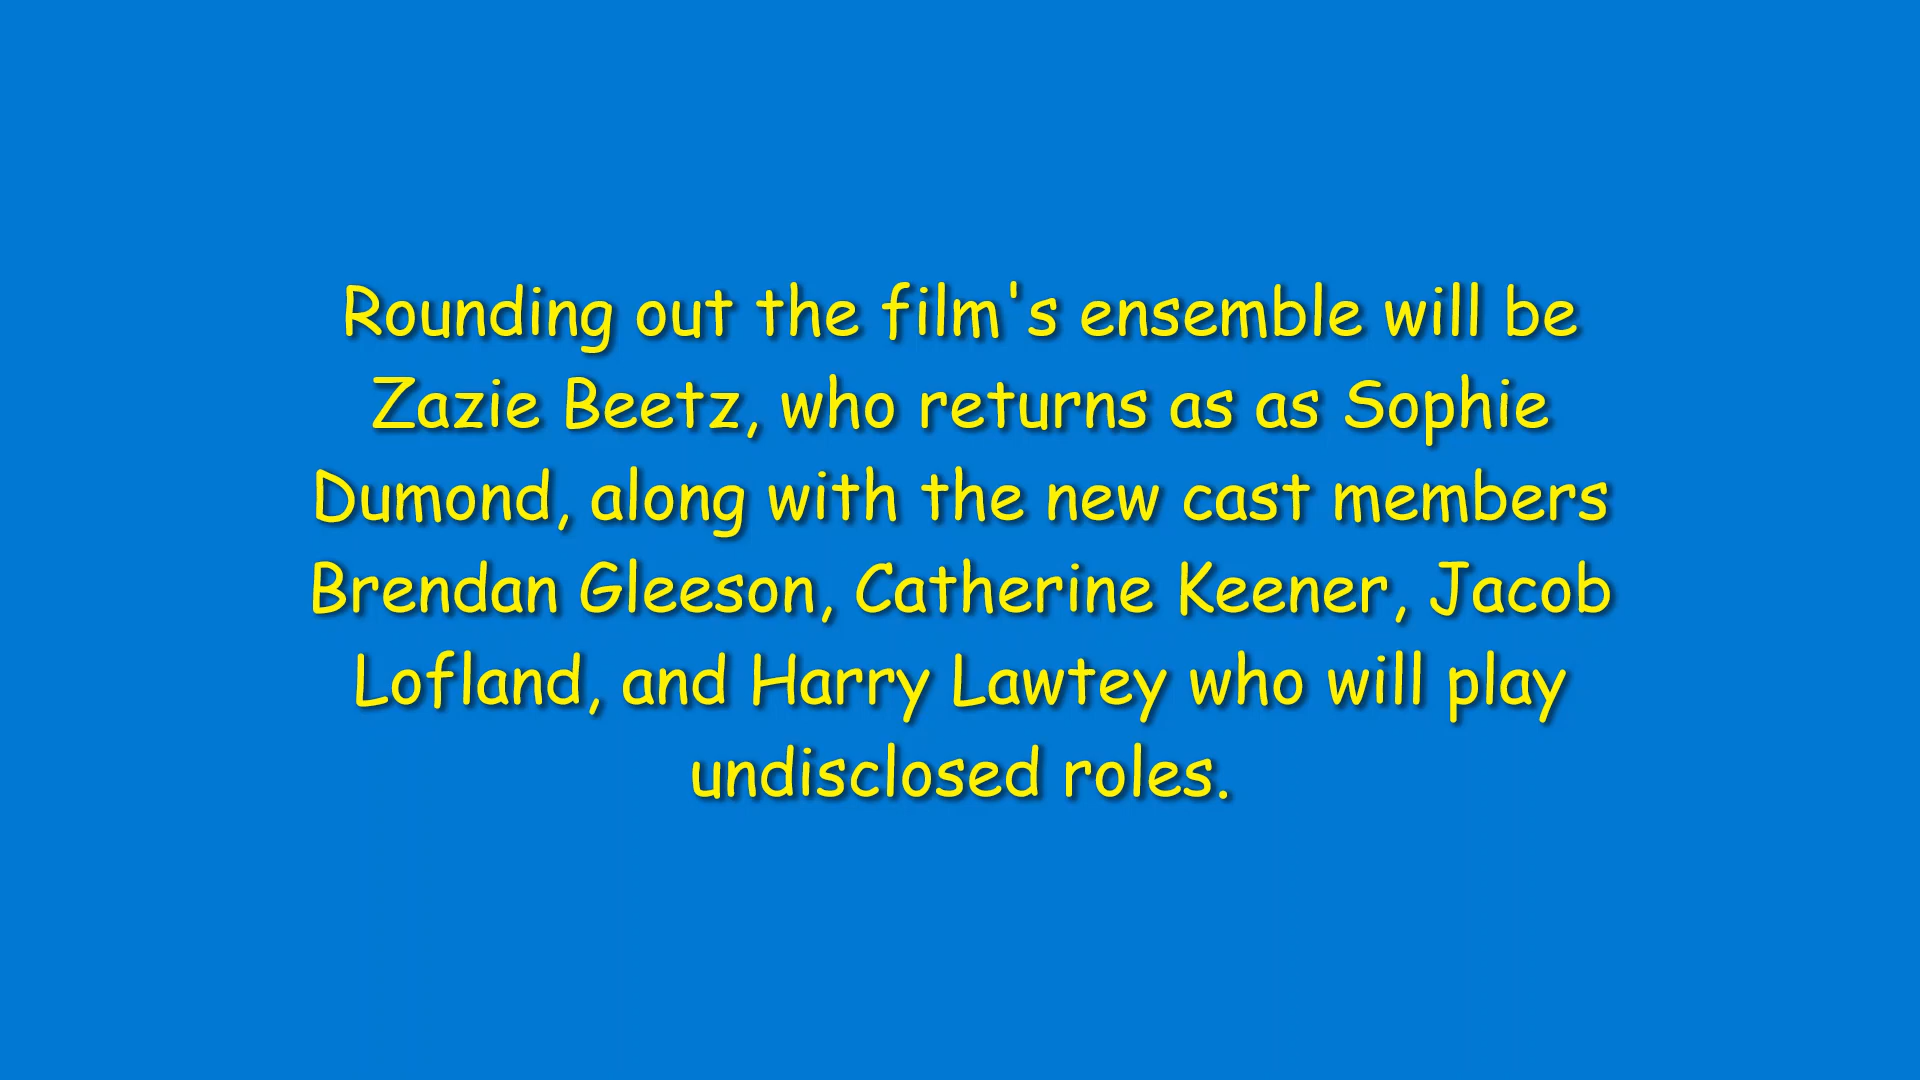 Rounding out the film's ensemble will be
Zazie Beetz, who returns as as Sophie
Dumond, along with the new cast members
Brendan Gleeson, Catherine Keener, Jacob
Lofland, and Harry Lawtey who will play
undisclosed roles.